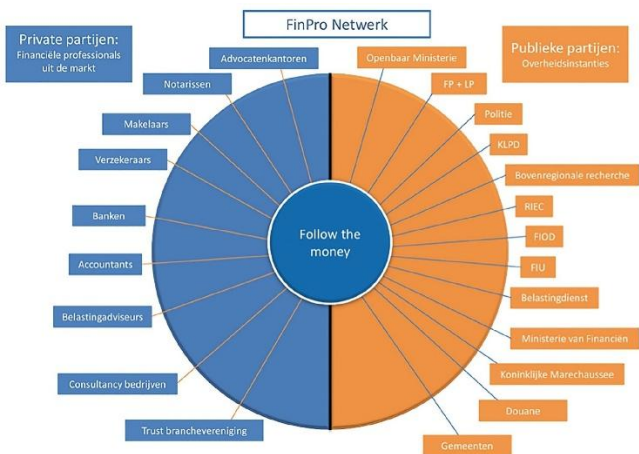 FinPro Netwerk
Private partijen:
Financiële professionals
uit de markt
Publieke partijen:
Overheidsinstanties
Advocatenkantoren
Notarissen
Makelaars
Verzekeraars
Banken
Accountants
Belastingadviseurs
Consultancy bedrijven
Trust branchevereniging
Follow the
money
Openbaar Ministerie
FP + LP
Politie
KLPD
Bovenregionale recherche
RIEC
FIOD
FIU
Belastingdienst
Ministerie van Financiën
Koninklijke Marechaussee
Douane
Gemeenten